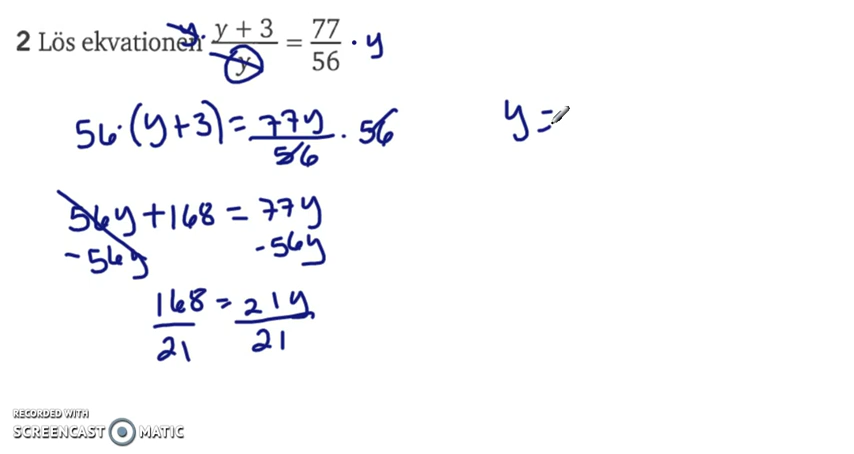 2 Lös ekvationen y · y + 3 / y = 77 / 56 · y
56 · (y + 3) = 77y / 56 · 56
56y + 168 = 77y
- 56y - 56y
168 / 21 = 21y / 21
y =
RECORDED WITH
SCREENCAST MATIC